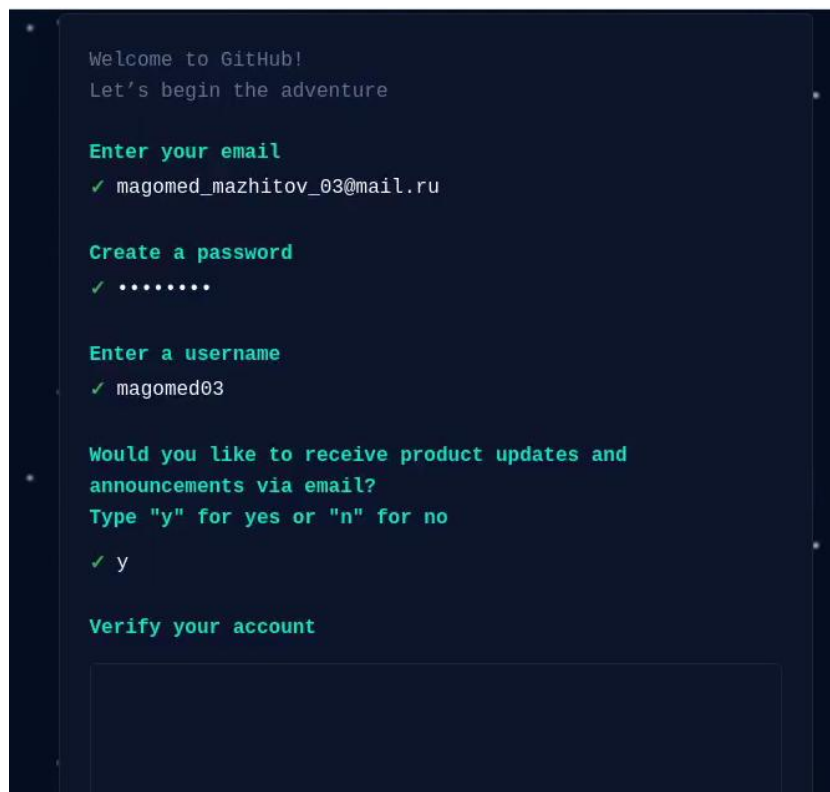 Welcome to GitHub!
Let’s begin the adventure
Enter your email
✓ magomed_mazhitov_03@mail.ru
Create a password
✓ ••••••••
Enter a username
✓ magomed03
Would you like to receive product updates and
announcements via email?
Type "y" for yes or "n" for no
✓ y
Verify your account